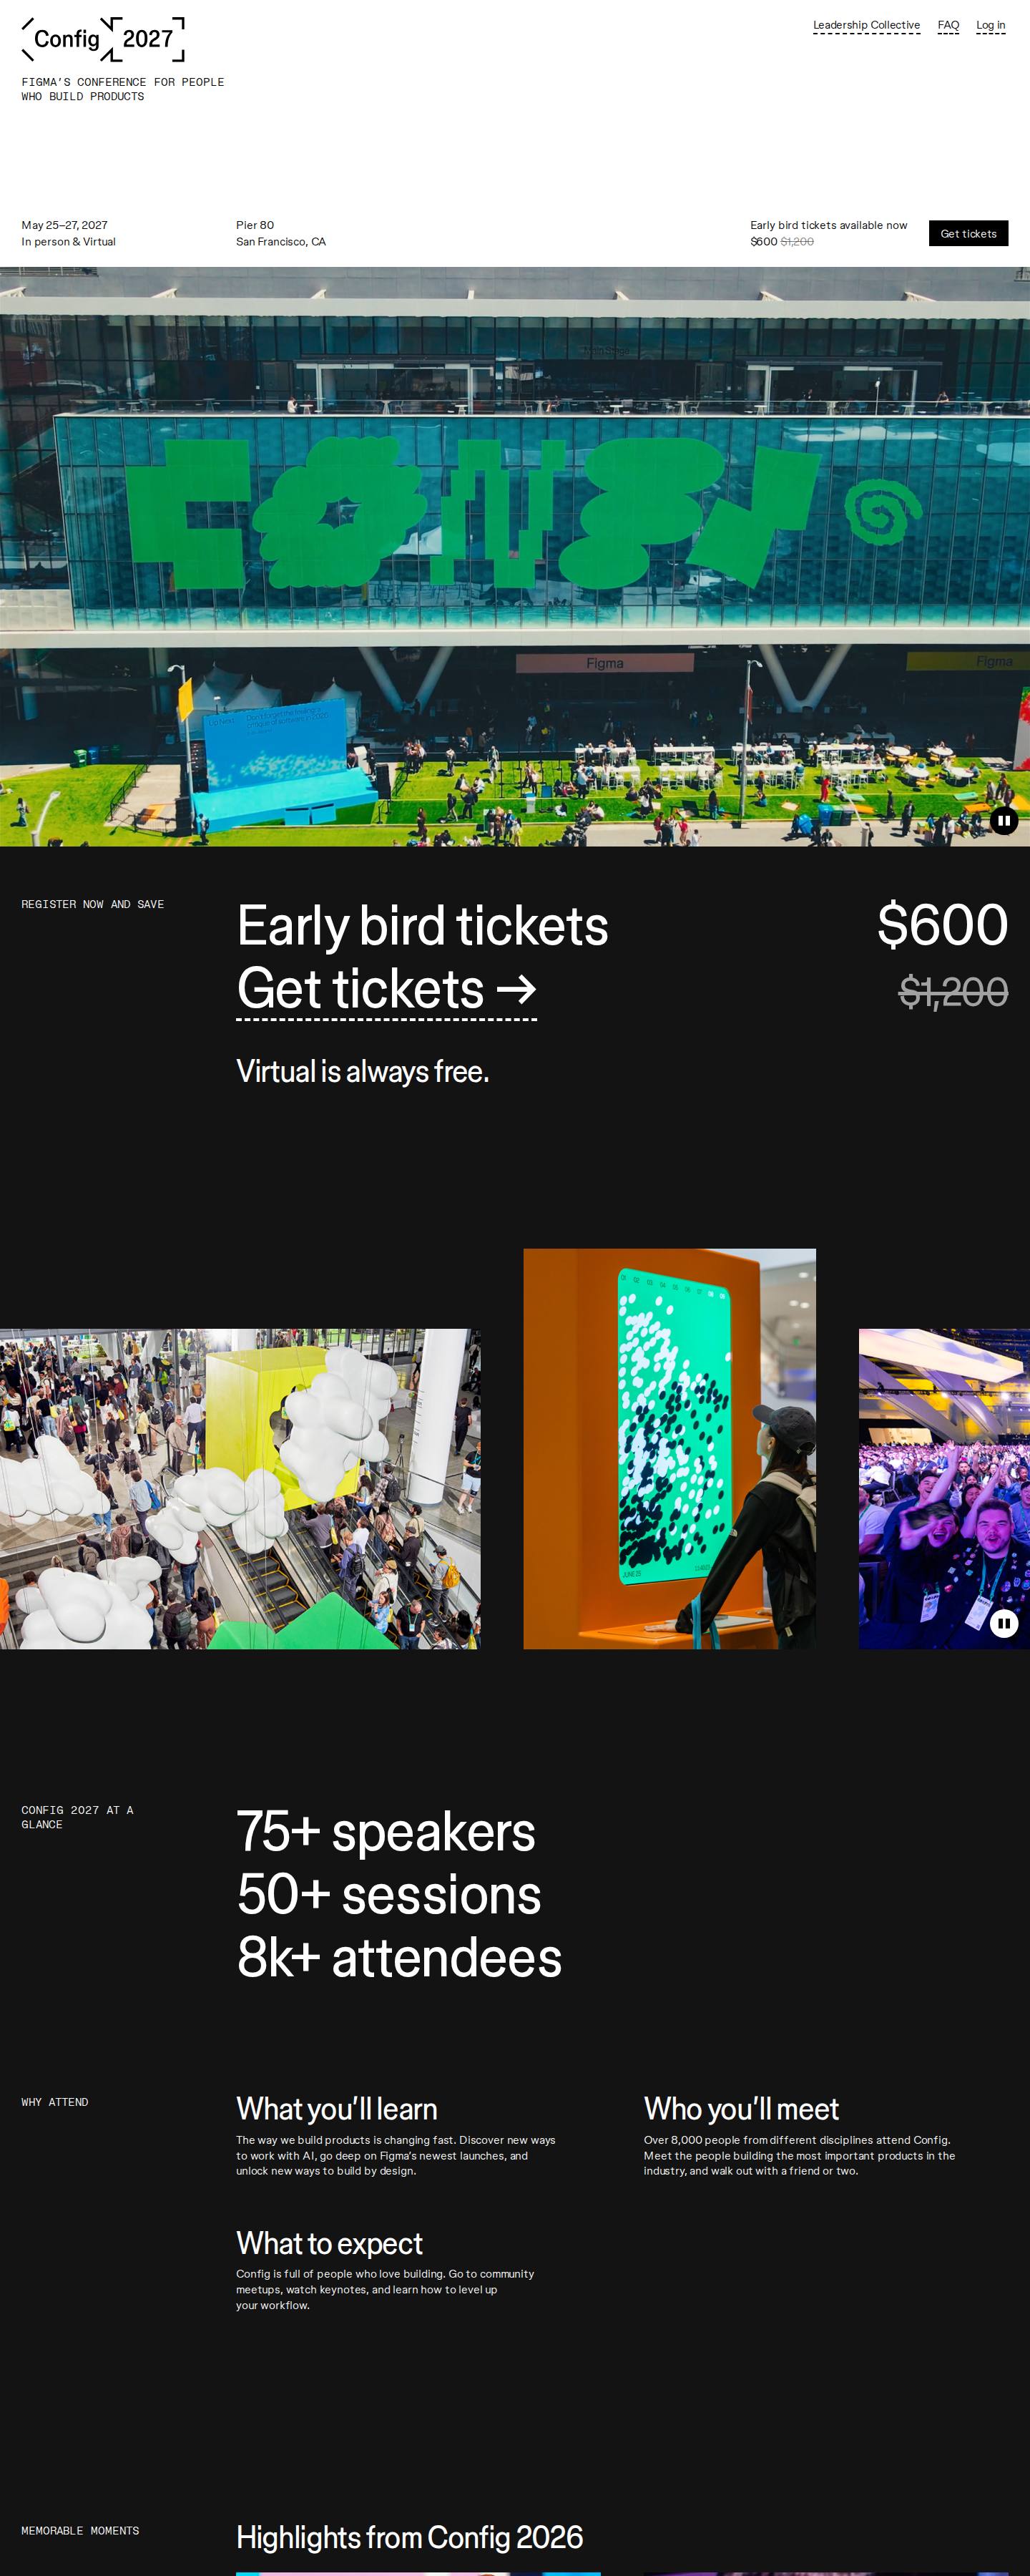 Config 2027
Leadership Collective
FAQ
Log in
FIGMA'S CONFERENCE FOR PEOPLE
WHO BUILD PRODUCTS
May 25–27, 2027
In person & Virtual
Pier 80
San Francisco, CA
Early bird tickets available now
$600 $1,200
Get tickets
CONFIG
Figma
Figma
REGISTER NOW AND SAVE
Early bird tickets
$600
Get tickets →
$1,200
Virtual is always free.
CONFIG 2027 AT A
GLANCE
75+ speakers
50+ sessions
8k+ attendees
WHY ATTEND
What you’ll learn
The way we build products is changing fast. Discover new ways
to work with AI, go deep on Figma’s newest launches, and
unlock new ways to build by design.
Who you’ll meet
Over 8,000 people from different disciplines attend Config.
Meet the people building the most important products in the
industry, and walk out with a friend or two.
What to expect
Config is full of people who love building. Go to community
meetups, watch keynotes, and learn how to level up
your workflow.
MEMORABLE MOMENTS
Highlights from Config 2026